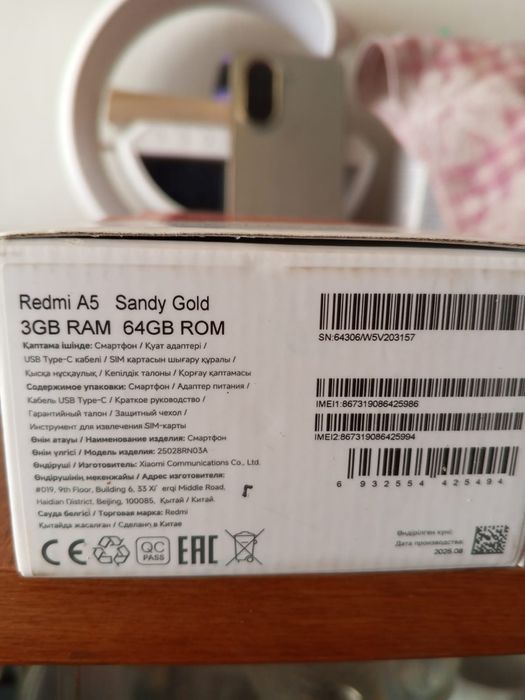 Redmi A5 Sandy Gold
3GB RAM 64GB ROM
Қаптама ішінде: Смартфон / Қуат адаптері /
USB Type-C кабелі / SIM картасын шығару құралы /
Қысқа нұсқаулық / Кепілдік талоны / Қорғау қаптамасы
Содержимое упаковки: Смартфон / Адаптер питания /
Кабель USB Type-C / Краткое руководство /
Гарантийный талон / Защитный чехол /
Инструмент для извлечения SIM-карты
Өнім атауы / Наименование изделия: Смартфон
Өнім үлгісі / Модель изделия: 25028RN03A
Өндіруші / Изготовитель: Xiaomi Communications Co., Ltd.
Өндірушінің мекенжайы / Адрес изготовителя:
#019, 9th Floor, Building 6, 33 Xi erqi Middle Road,
Haidian District, Beijing, 100085, Қытай / Китай.
Сауда белгісі / Торговая марка: Redmi
Қытайда жасалған / Сделано в Китае
CE QC PASS EAC
SN:64306/W5V203157
IMEI1:867319086425986
IMEI2:867319086425994
6 932554 425494
Өндірілген күні:
Дата производства:
2025.08